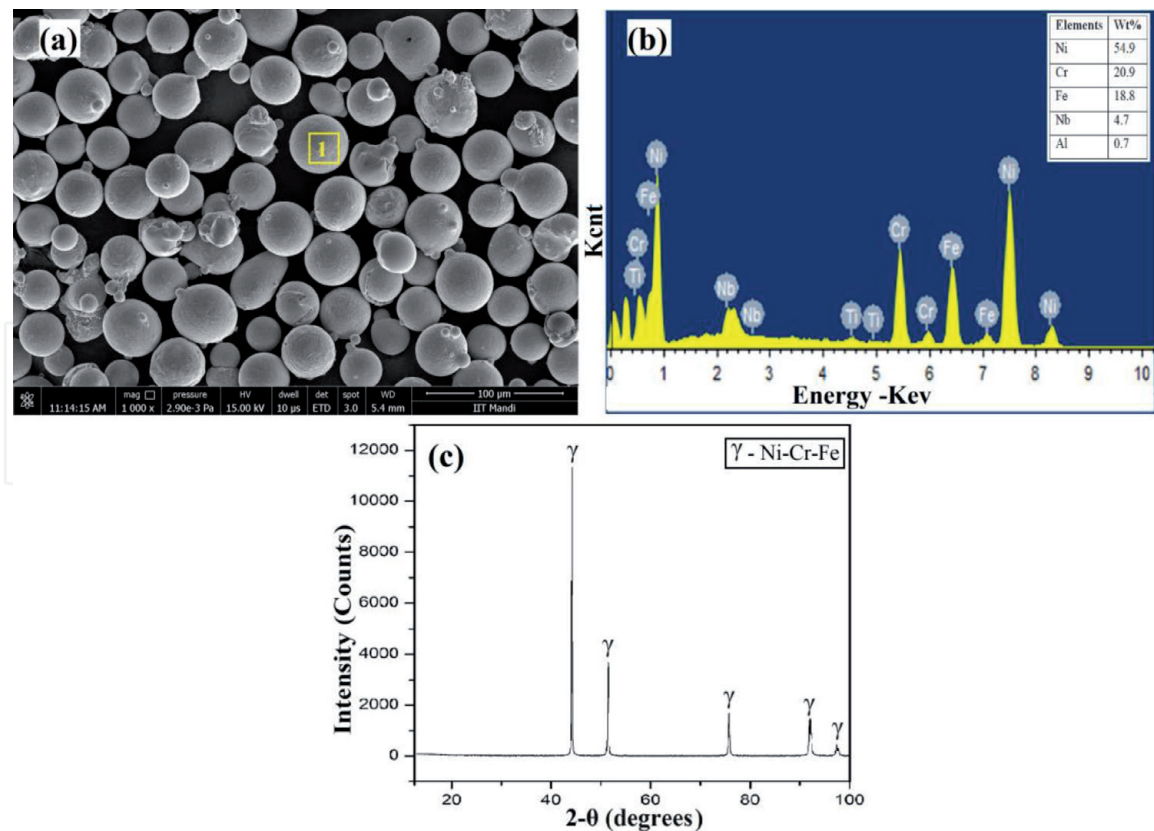 (a)
1
11:14:15 AM
mag
1 000 x
pressure
2.90e-3 Pa
HV
15.00 kV
dwell
10 µs
det
ETD
spot
3.0
WD
5.4 mm
100 µm
IIT Mandi
(b)
Elements Wt%
Ni 54.9
Cr 20.9
Fe 18.8
Nb 4.7
Al 0.7
Kcnt
Ni
Fe
Cr
Ti
Nb
Nb
Ti
Ti
Cr
Cr
Fe
Fe
Ni
Ni
0 1 2 3 4 5 6 7 8 9 10
Energy -Kev
(c)
γ - Ni-Cr-Fe
γ
γ
γ
γ
γ
12000
10000
8000
6000
4000
2000
0
Intensity (Counts)
20 40 60 80 100
2-θ (degrees)